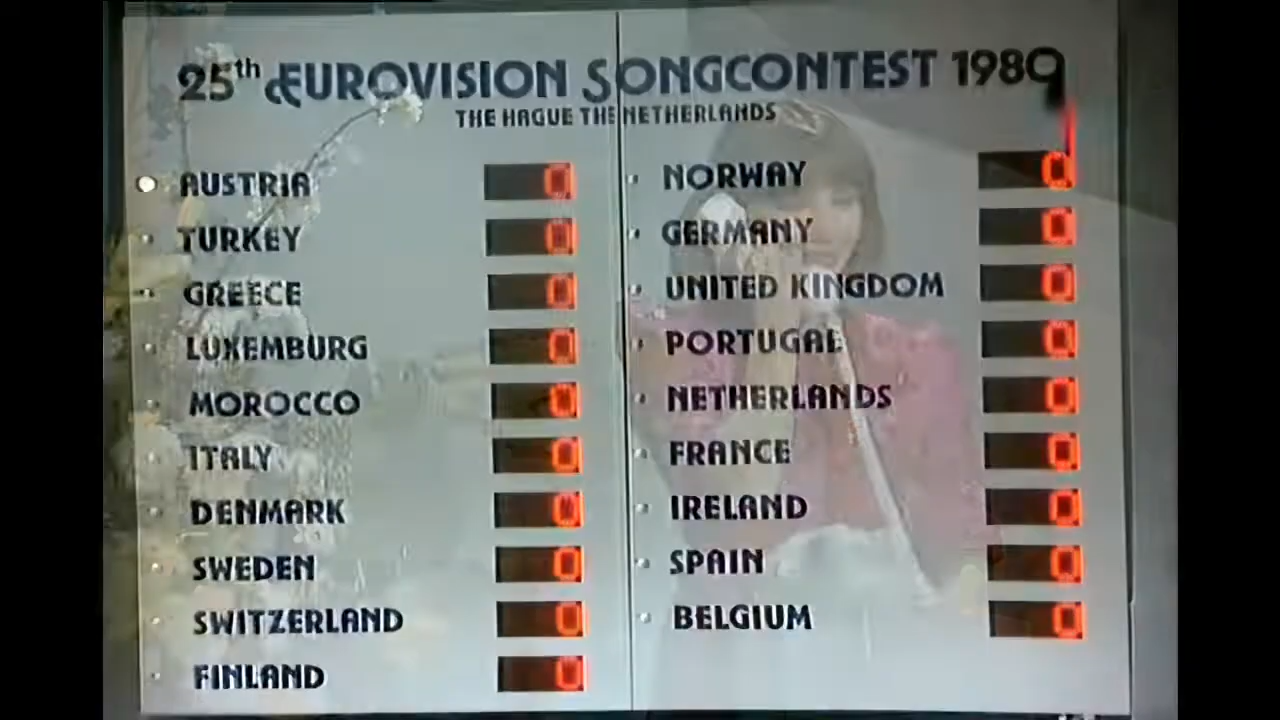 25th EUROVISION SONGCONTEST 1980
THE HAGUE THE NETHERLANDS
AUSTRIA 0
TURKEY 0
GREECE 0
LUXEMBURG 0
MOROCCO 0
ITALY 0
DENMARK 0
SWEDEN 0
SWITZERLAND 0
FINLAND 0
NORWAY 0
GERMANY 0
UNITED KINGDOM 0
PORTUGAL 0
NETHERLANDS 0
FRANCE 0
IRELAND 0
SPAIN 0
BELGIUM 0